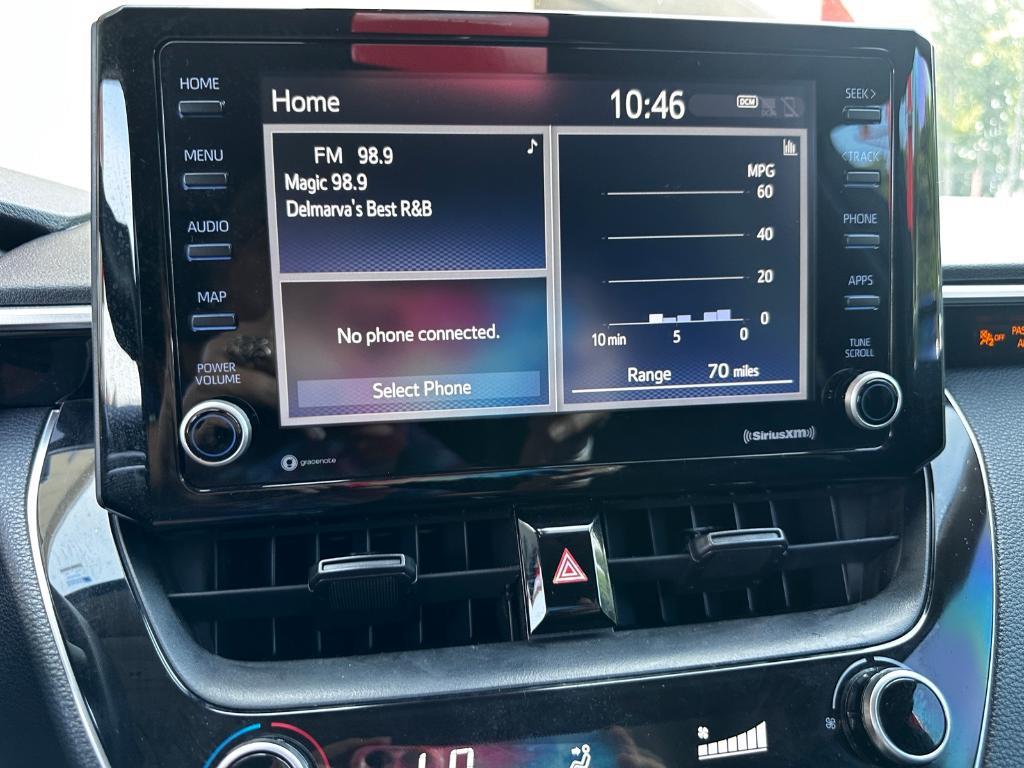 HOME
MENU
AUDIO
MAP
POWER
VOLUME
Home
10:46
DCM
FM 98.9
Magic 98.9
Delmarva's Best R&B
No phone connected.
Select Phone
MPG
60
40
20
0
10 min 5 0
Range 70 miles
SEEK>
<TRACK
PHONE
APPS
TUNE
SCROLL
gracenote
((SiriusXM))
OFF
LO